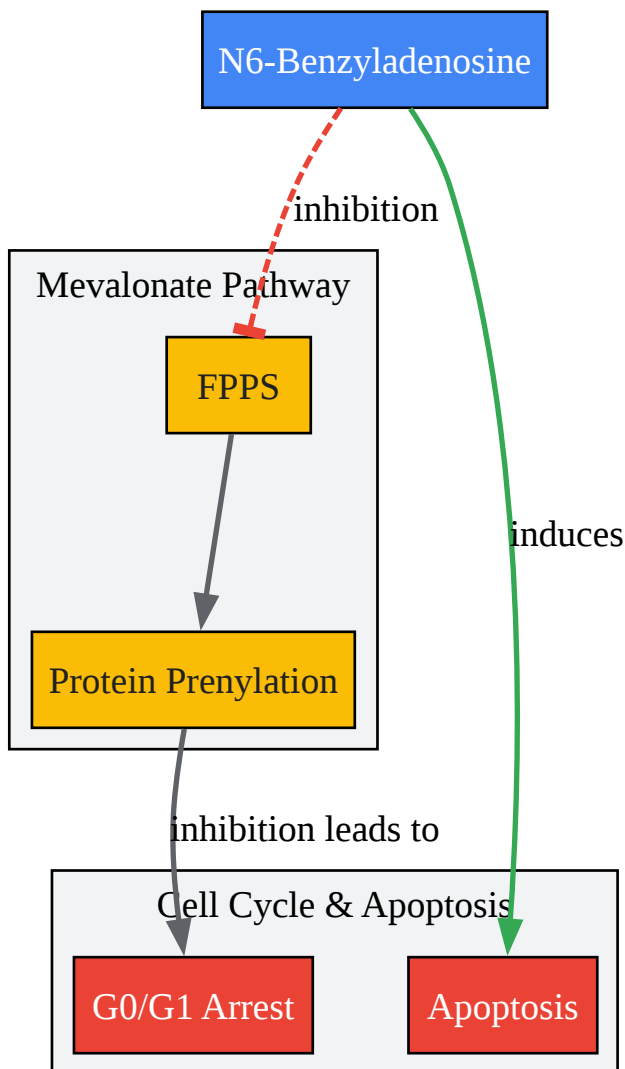 N6-Benzyladenosine
inhibition
Mevalonate Pathway
FPPS
induces
Protein Prenylation
inhibition leads to
Cell Cycle & Apoptosis
G0/G1 Arrest
Apoptosis